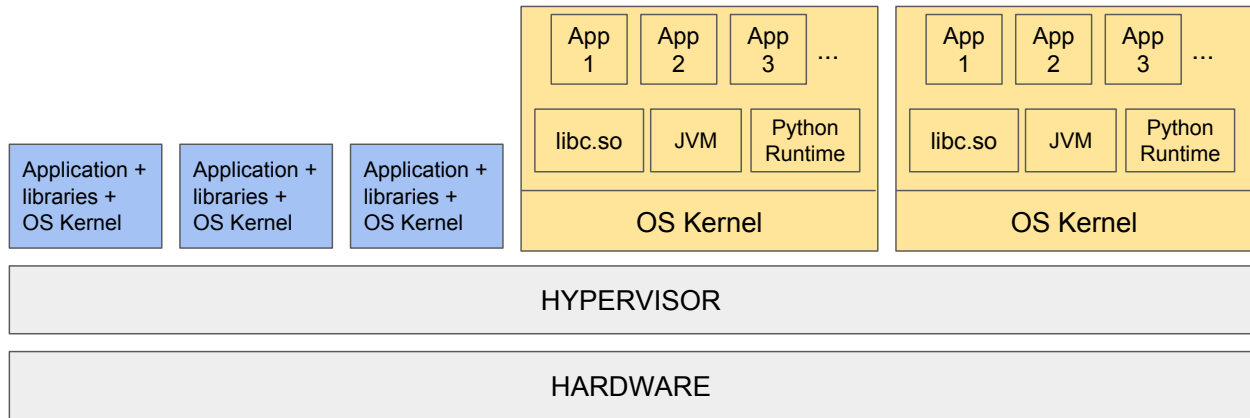 App
1
App
2
App
3
...
App
1
App
2
App
3
...
libc.so
JVM
Python
Runtime
libc.so
JVM
Python
Runtime
Application +
libraries +
OS Kernel
Application +
libraries +
OS Kernel
Application +
libraries +
OS Kernel
OS Kernel
OS Kernel
HYPERVISOR
HARDWARE